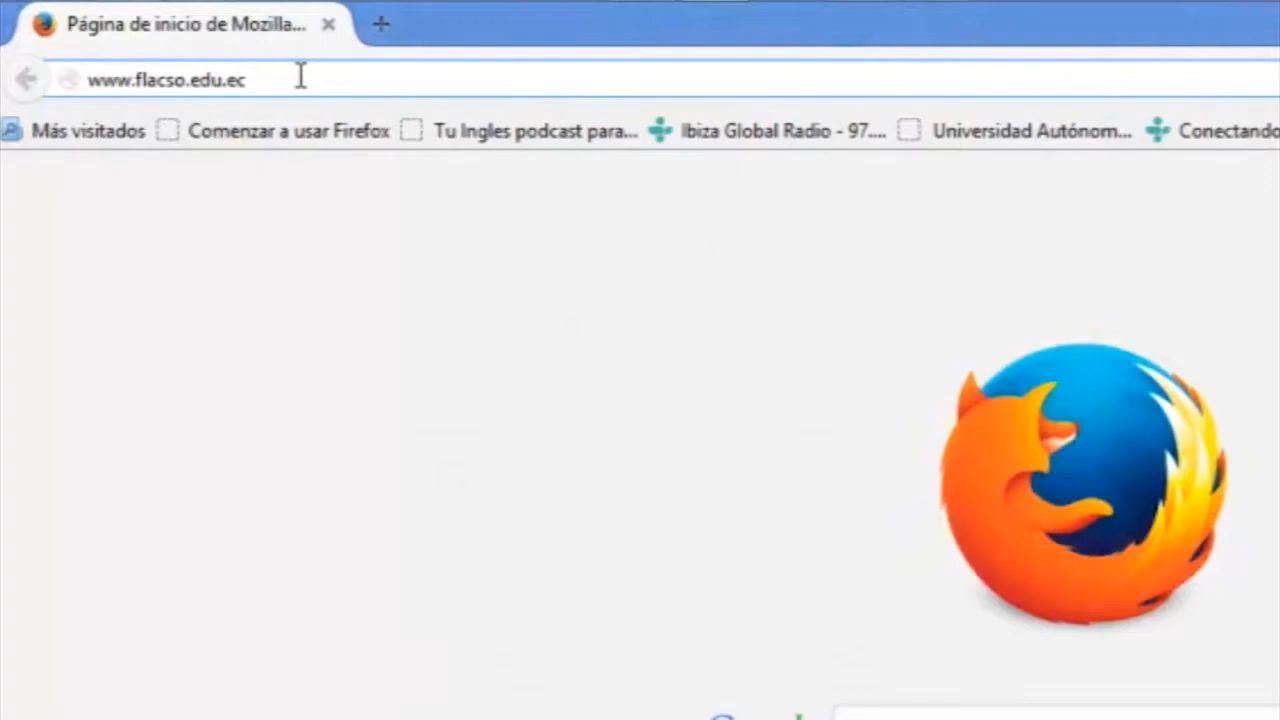 Página de inicio de Mozilla...
www.flacso.edu.ec
Más visitados Comenzar a usar Firefox Tu Ingles podcast para... Ibiza Global Radio - 97.... Universidad Autónom... Conectando